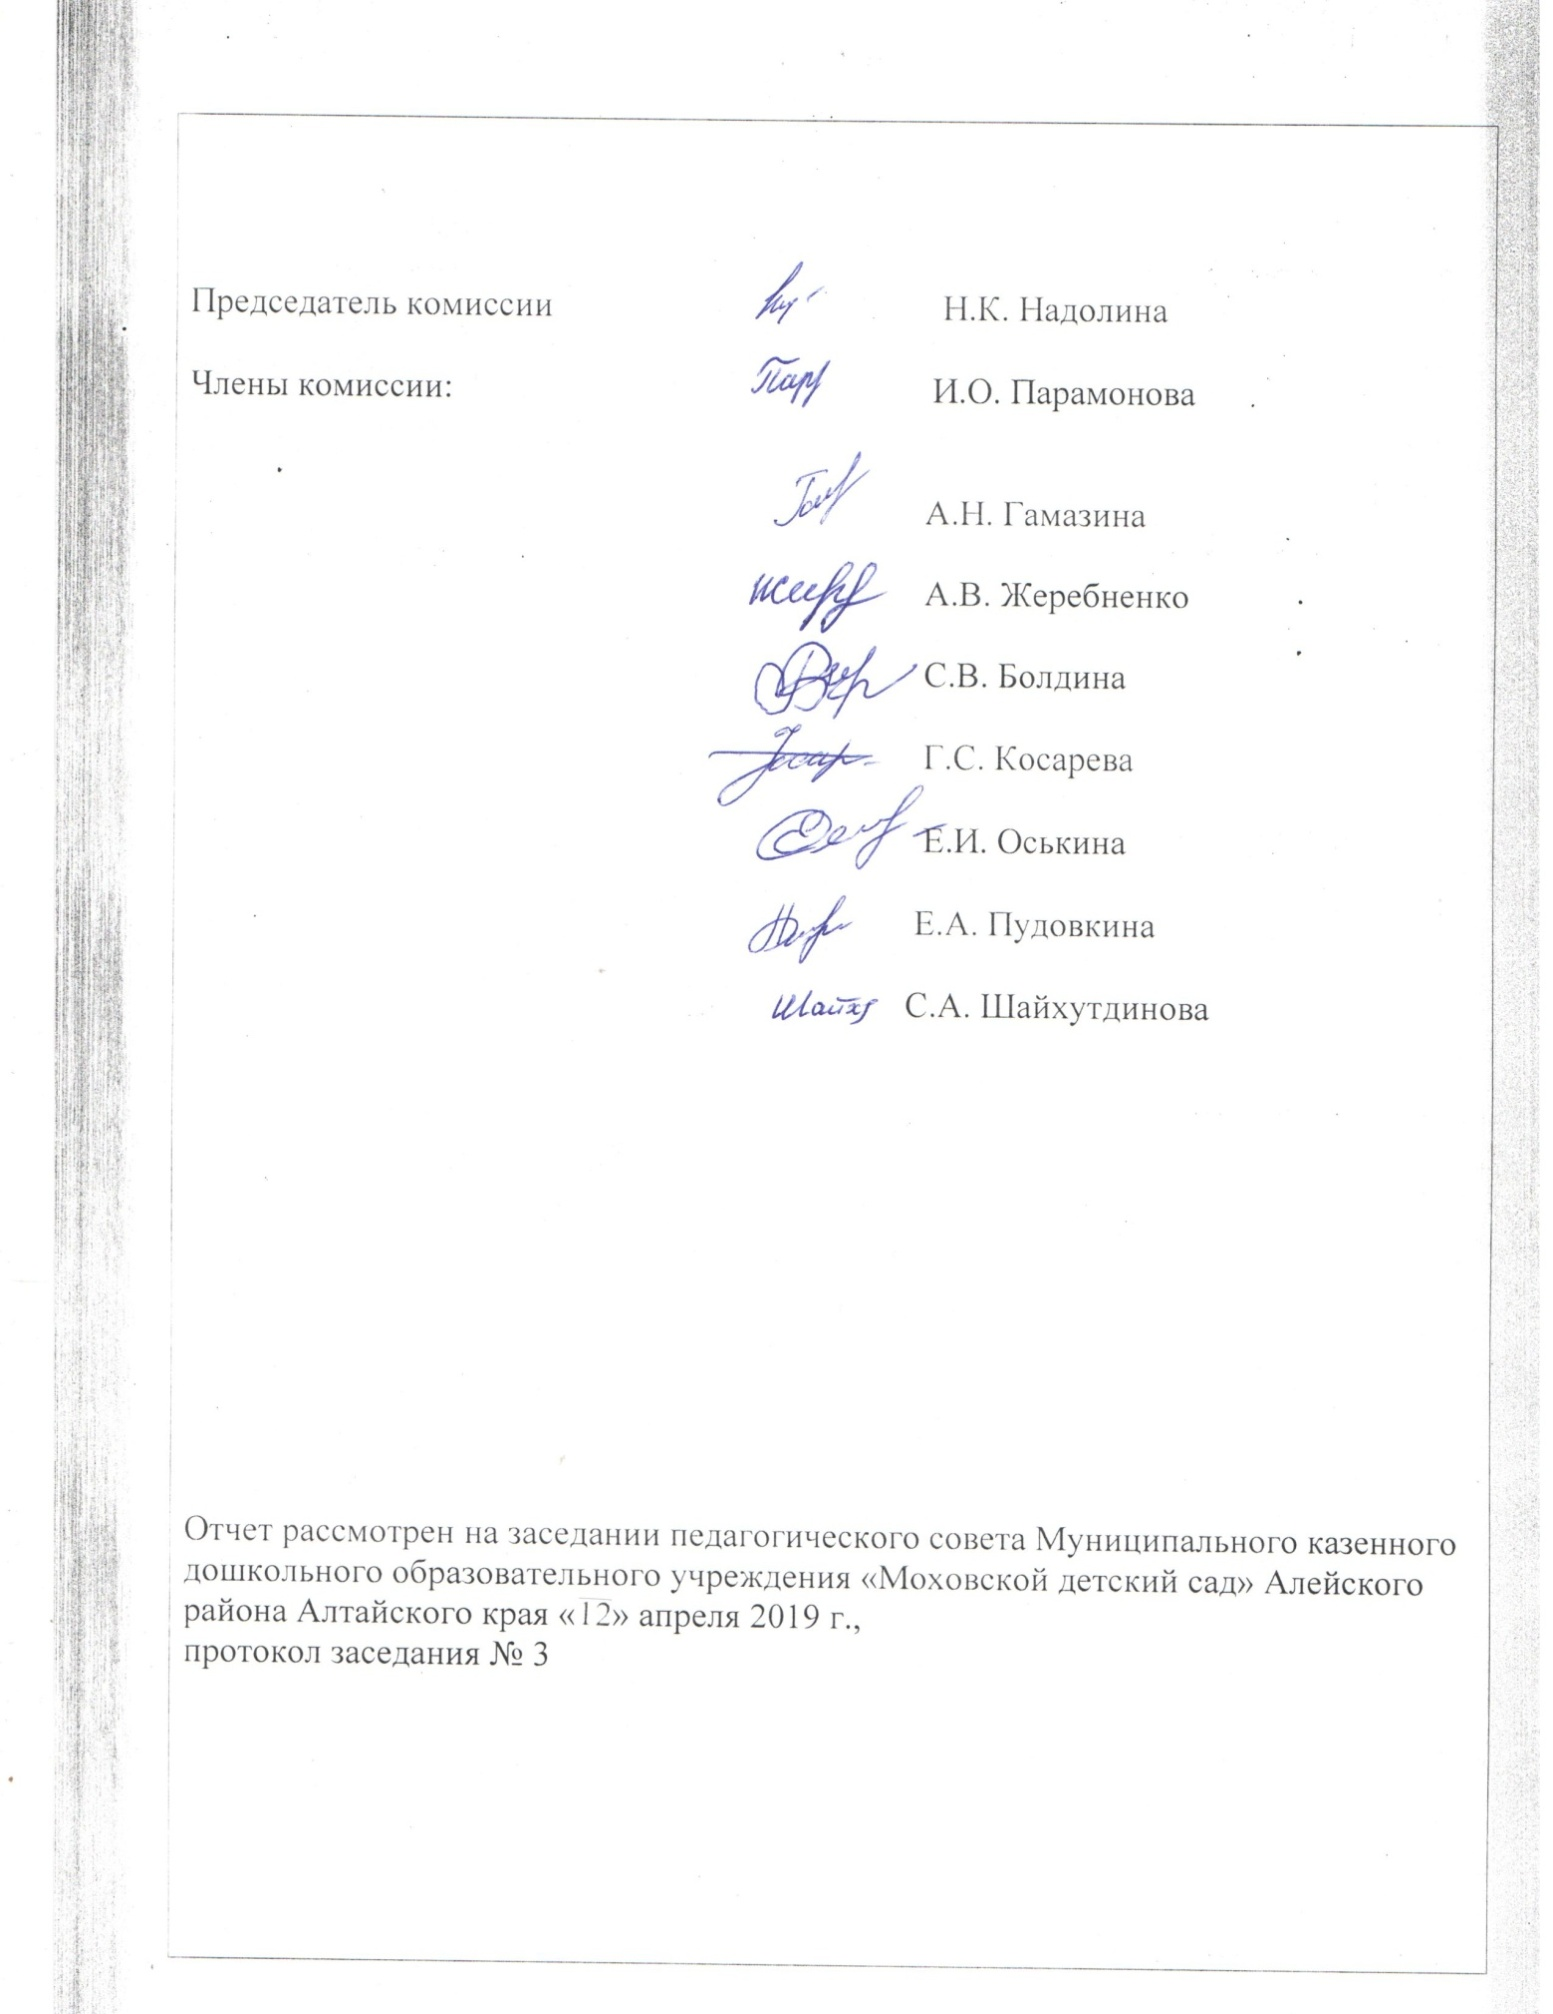 Председатель комиссии Н.К. Надолина
Члены комиссии: Пар И.О. Парамонова
А.Н. Гамазина
А.В. Жеребненко
С.В. Болдина
Г.С. Косарева
Е.И. Оськина
Е.А. Пудовкина
Шайх С.А. Шайхутдинова
Отчет рассмотрен на заседании педагогического совета Муниципального казенного
дошкольного образовательного учреждения «Моховской детский сад» Алейского
района Алтайского края «12» апреля 2019 г.,
протокол заседания № 3